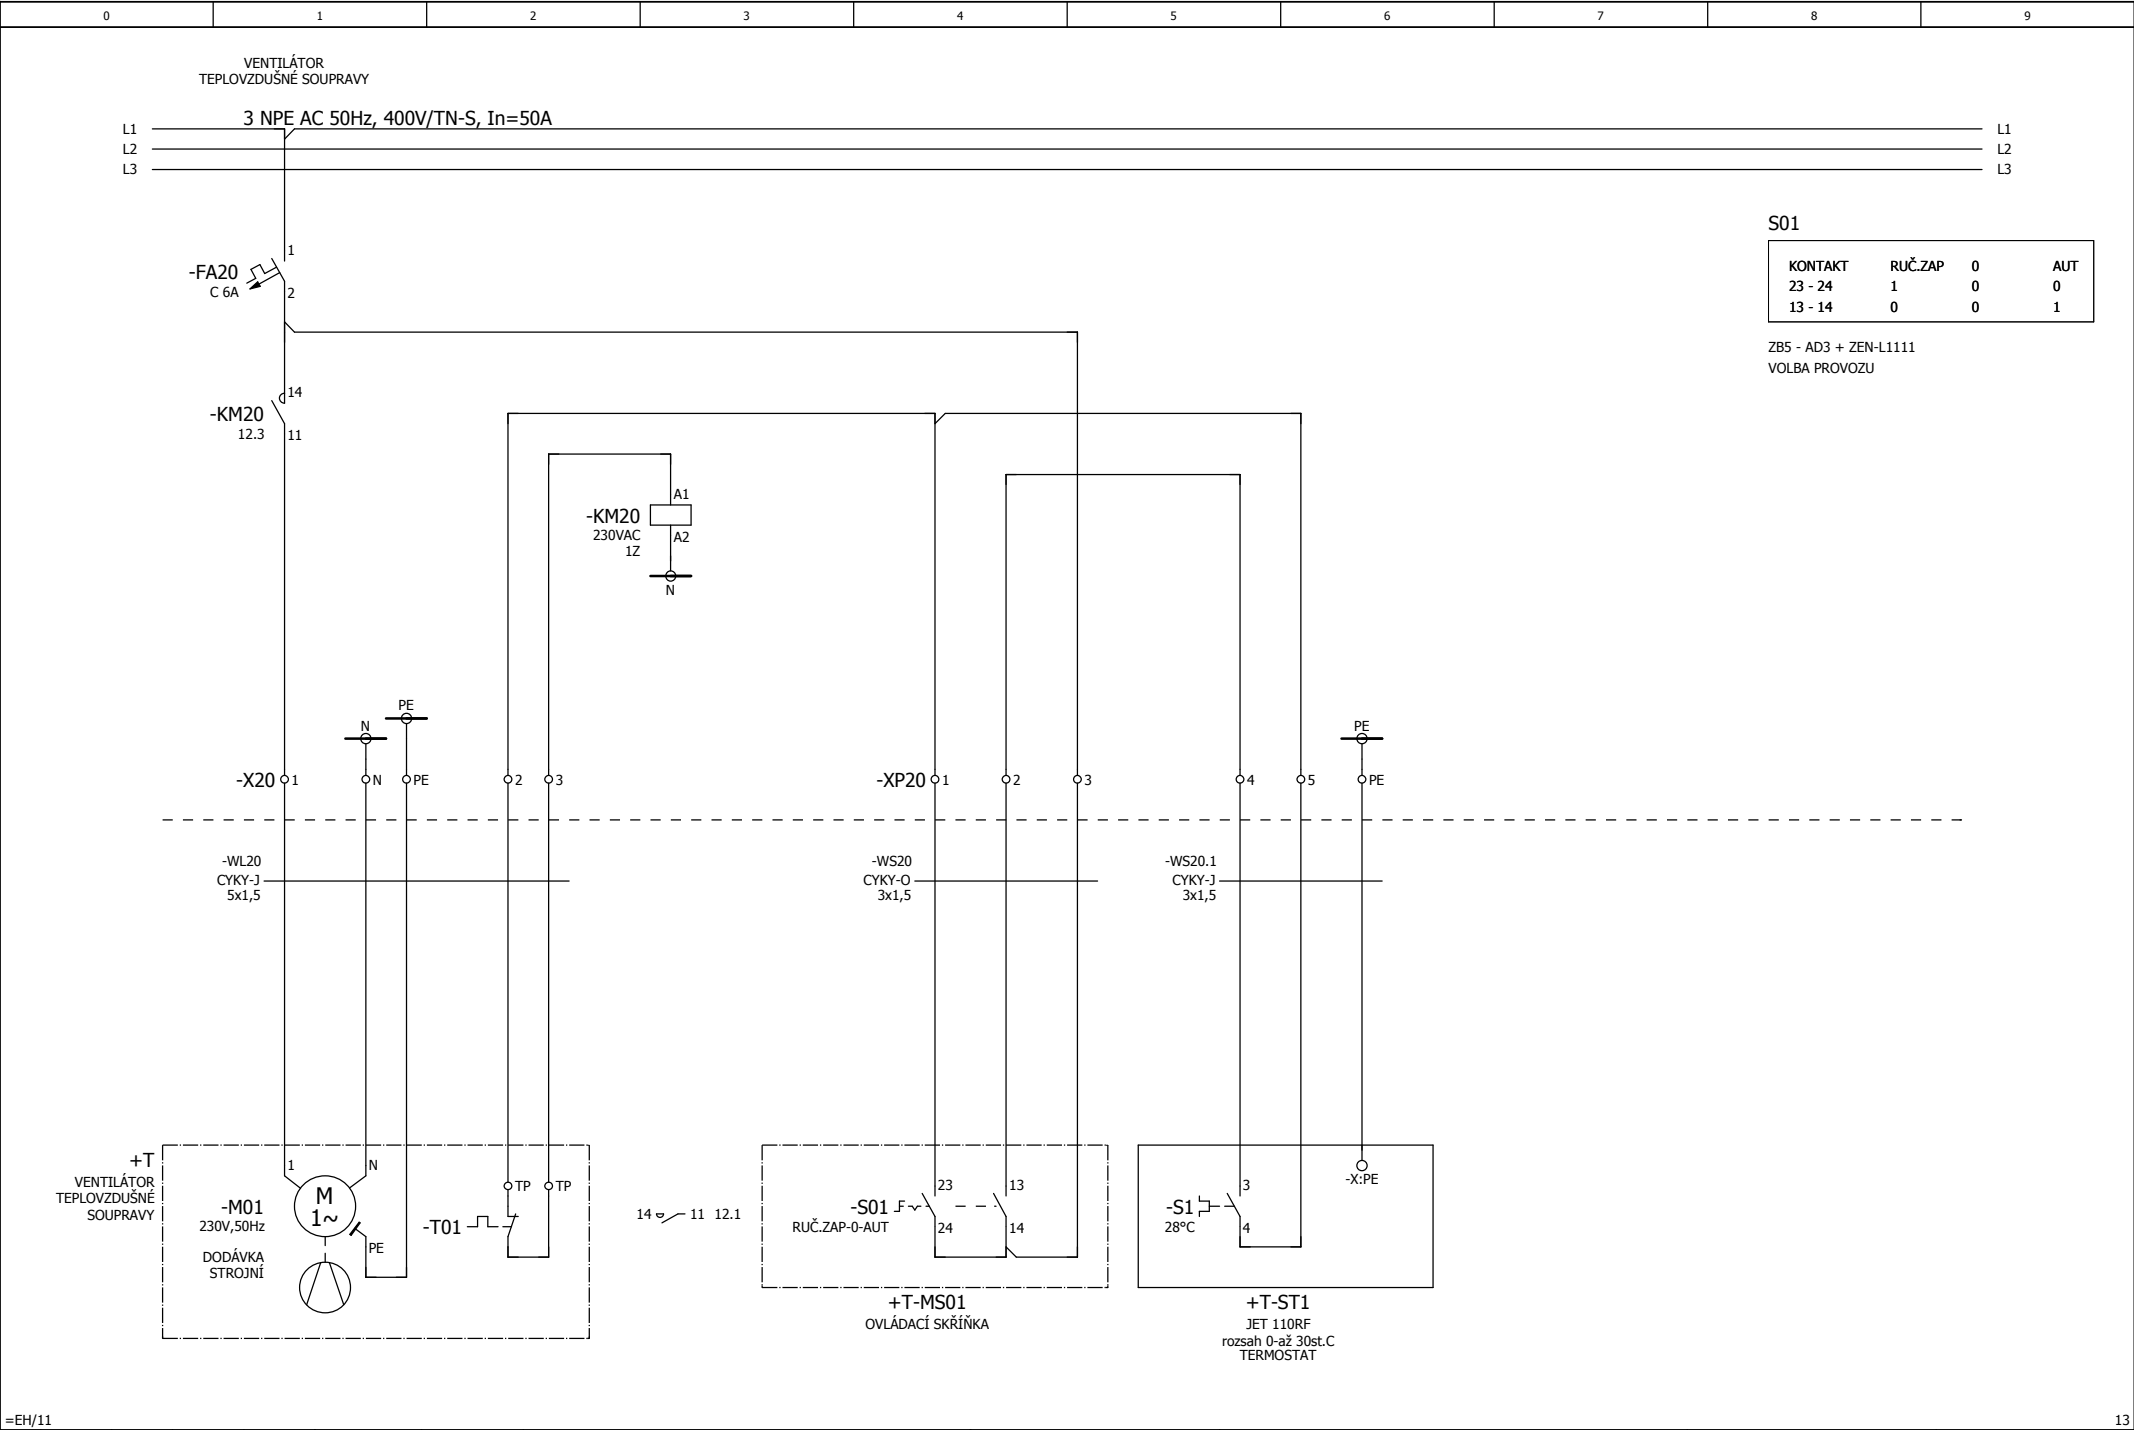 0 1 2 3 4 5 6 7 8 9
VENTILÁTOR
TEPLOVZDUŠNÉ SOUPRAVY
3 NPE AC 50Hz, 400V/TN-S, In=50A
L1 L1
L2 L2
L3 L3
S01
KONTAKT RUČ.ZAP 0 AUT
23 - 24 1 0 0
13 - 14 0 0 1
ZB5 - AD3 + ZEN-L1111
VOLBA PROVOZU
1
-FA20
C 6A
2
14
-KM20
12.3
11
A1
-KM20
230VAC
1Z
A2
N
N
PE
PE
-X20 1 N PE 2 3 -XP20 1 2 3 4 5 PE
-WL20
CYKY-J
5x1,5
-WS20
CYKY-O
3x1,5
-WS20.1
CYKY-J
3x1,5
+T
VENTILÁTOR
TEPLOVZDUŠNÉ
SOUPRAVY
1 N
M
1~
-M01
230V,50Hz
PE
DODÁVKA
STROJNÍ
TP TP
-T01
14 11 12.1
23 13
-S01
RUČ.ZAP-0-AUT
24 14
+T-MS01
OVLÁDACÍ SKŘÍŇKA
3
-S1
28°C
4
-X:PE
+T-ST1
JET 110RF
rozsah 0-až 30st.C
TERMOSTAT
=EH/11
13